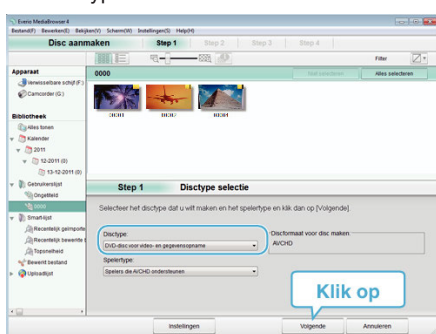 Everio MediaBrowser 4
Bestand(F) Bewerken(E) Bekijken(V) Scherm(W) Instellingen(S) Help(H)
Disc aanmaken Step 1 Step 2 Step 3 Step 4
Filter
Apparaat
0000
Alles selecteren
Verwisselbare schijf (F:)
Camcorder (G:)
Bibliotheek
Alles tonen
Kalender
2011
12-2011 (0)
13-12-2011 (0)
Gebruikerslijst
Ongeteld
0000
Smartlijst
Recentelijk geïmporte
Recentelijk bewerkte b
Topsnelheid
Bewerkt bestand
Uploadlijst
Step 1 Disctype selectie
Selecteer het disctype dat u wilt maken en het spelertype en klik dan op [Volgende].
Disctype:
DVD-disc voor video- en gegevensopname
Discformaat voor disc maken:
AVCHD
Spelertype:
Spelers die AVCHD ondersteunen
Klik op
Instellingen Volgende Annuleren